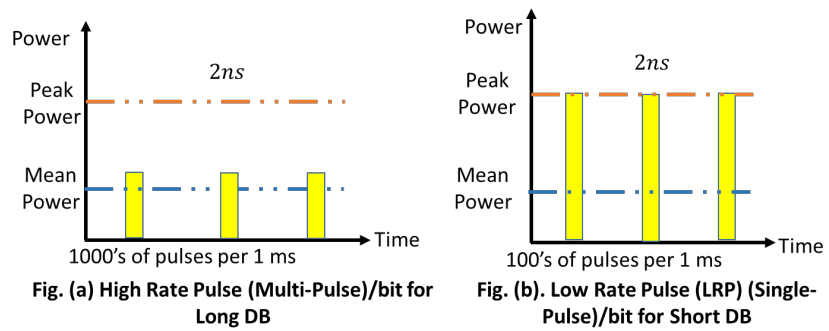 Power
2ns
Peak
Power
Mean
Power
Time
1000's of pulses per 1 ms
Fig. (a) High Rate Pulse (Multi-Pulse)/bit for
Long DB
Power
2ns
Peak
Power
Mean
Power
Time
100's of pulses per 1 ms
Fig. (b). Low Rate Pulse (LRP) (Single-
Pulse)/bit for Short DB